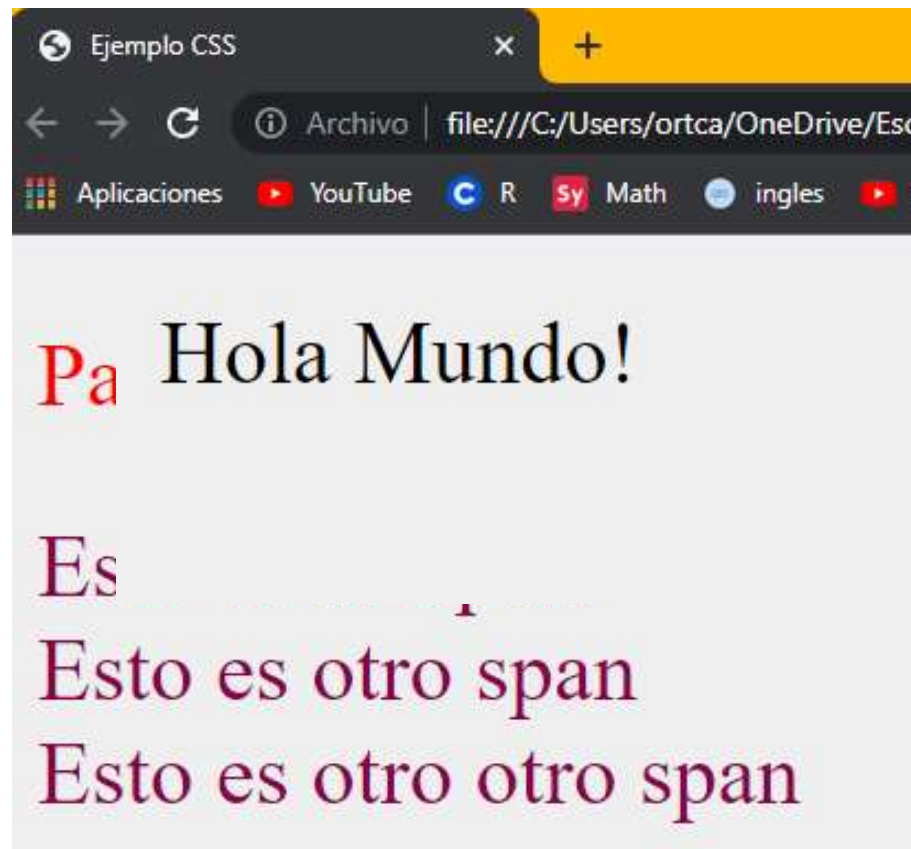 Ejemplo CSS
Archivo file:///C:/Users/ortca/OneDrive/Esc
Aplicaciones YouTube R Math ingles
Pa Hola Mundo!
Es
Esto es otro span
Esto es otro otro span